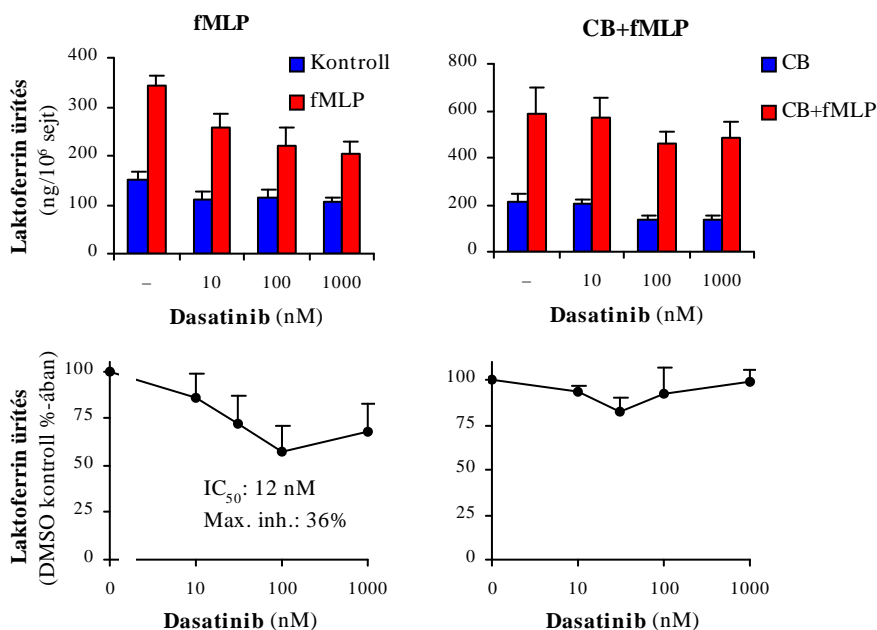 fMLP
Laktoferrin ürítés
(ng/10⁶ sejt)
400
300
200
100
0
Kontroll
fMLP
–
10
100
1000
Dasatinib (nM)
CB+fMLP
800
600
400
200
0
CB
CB+fMLP
–
10
100
1000
Dasatinib (nM)
Laktoferrin ürítés
(DMSO kontroll %-ában)
100
75
50
25
0
IC₅₀: 12 nM
Max. inh.: 36%
0
10
100
1000
Dasatinib (nM)
100
75
50
25
0
0
10
100
1000
Dasatinib (nM)